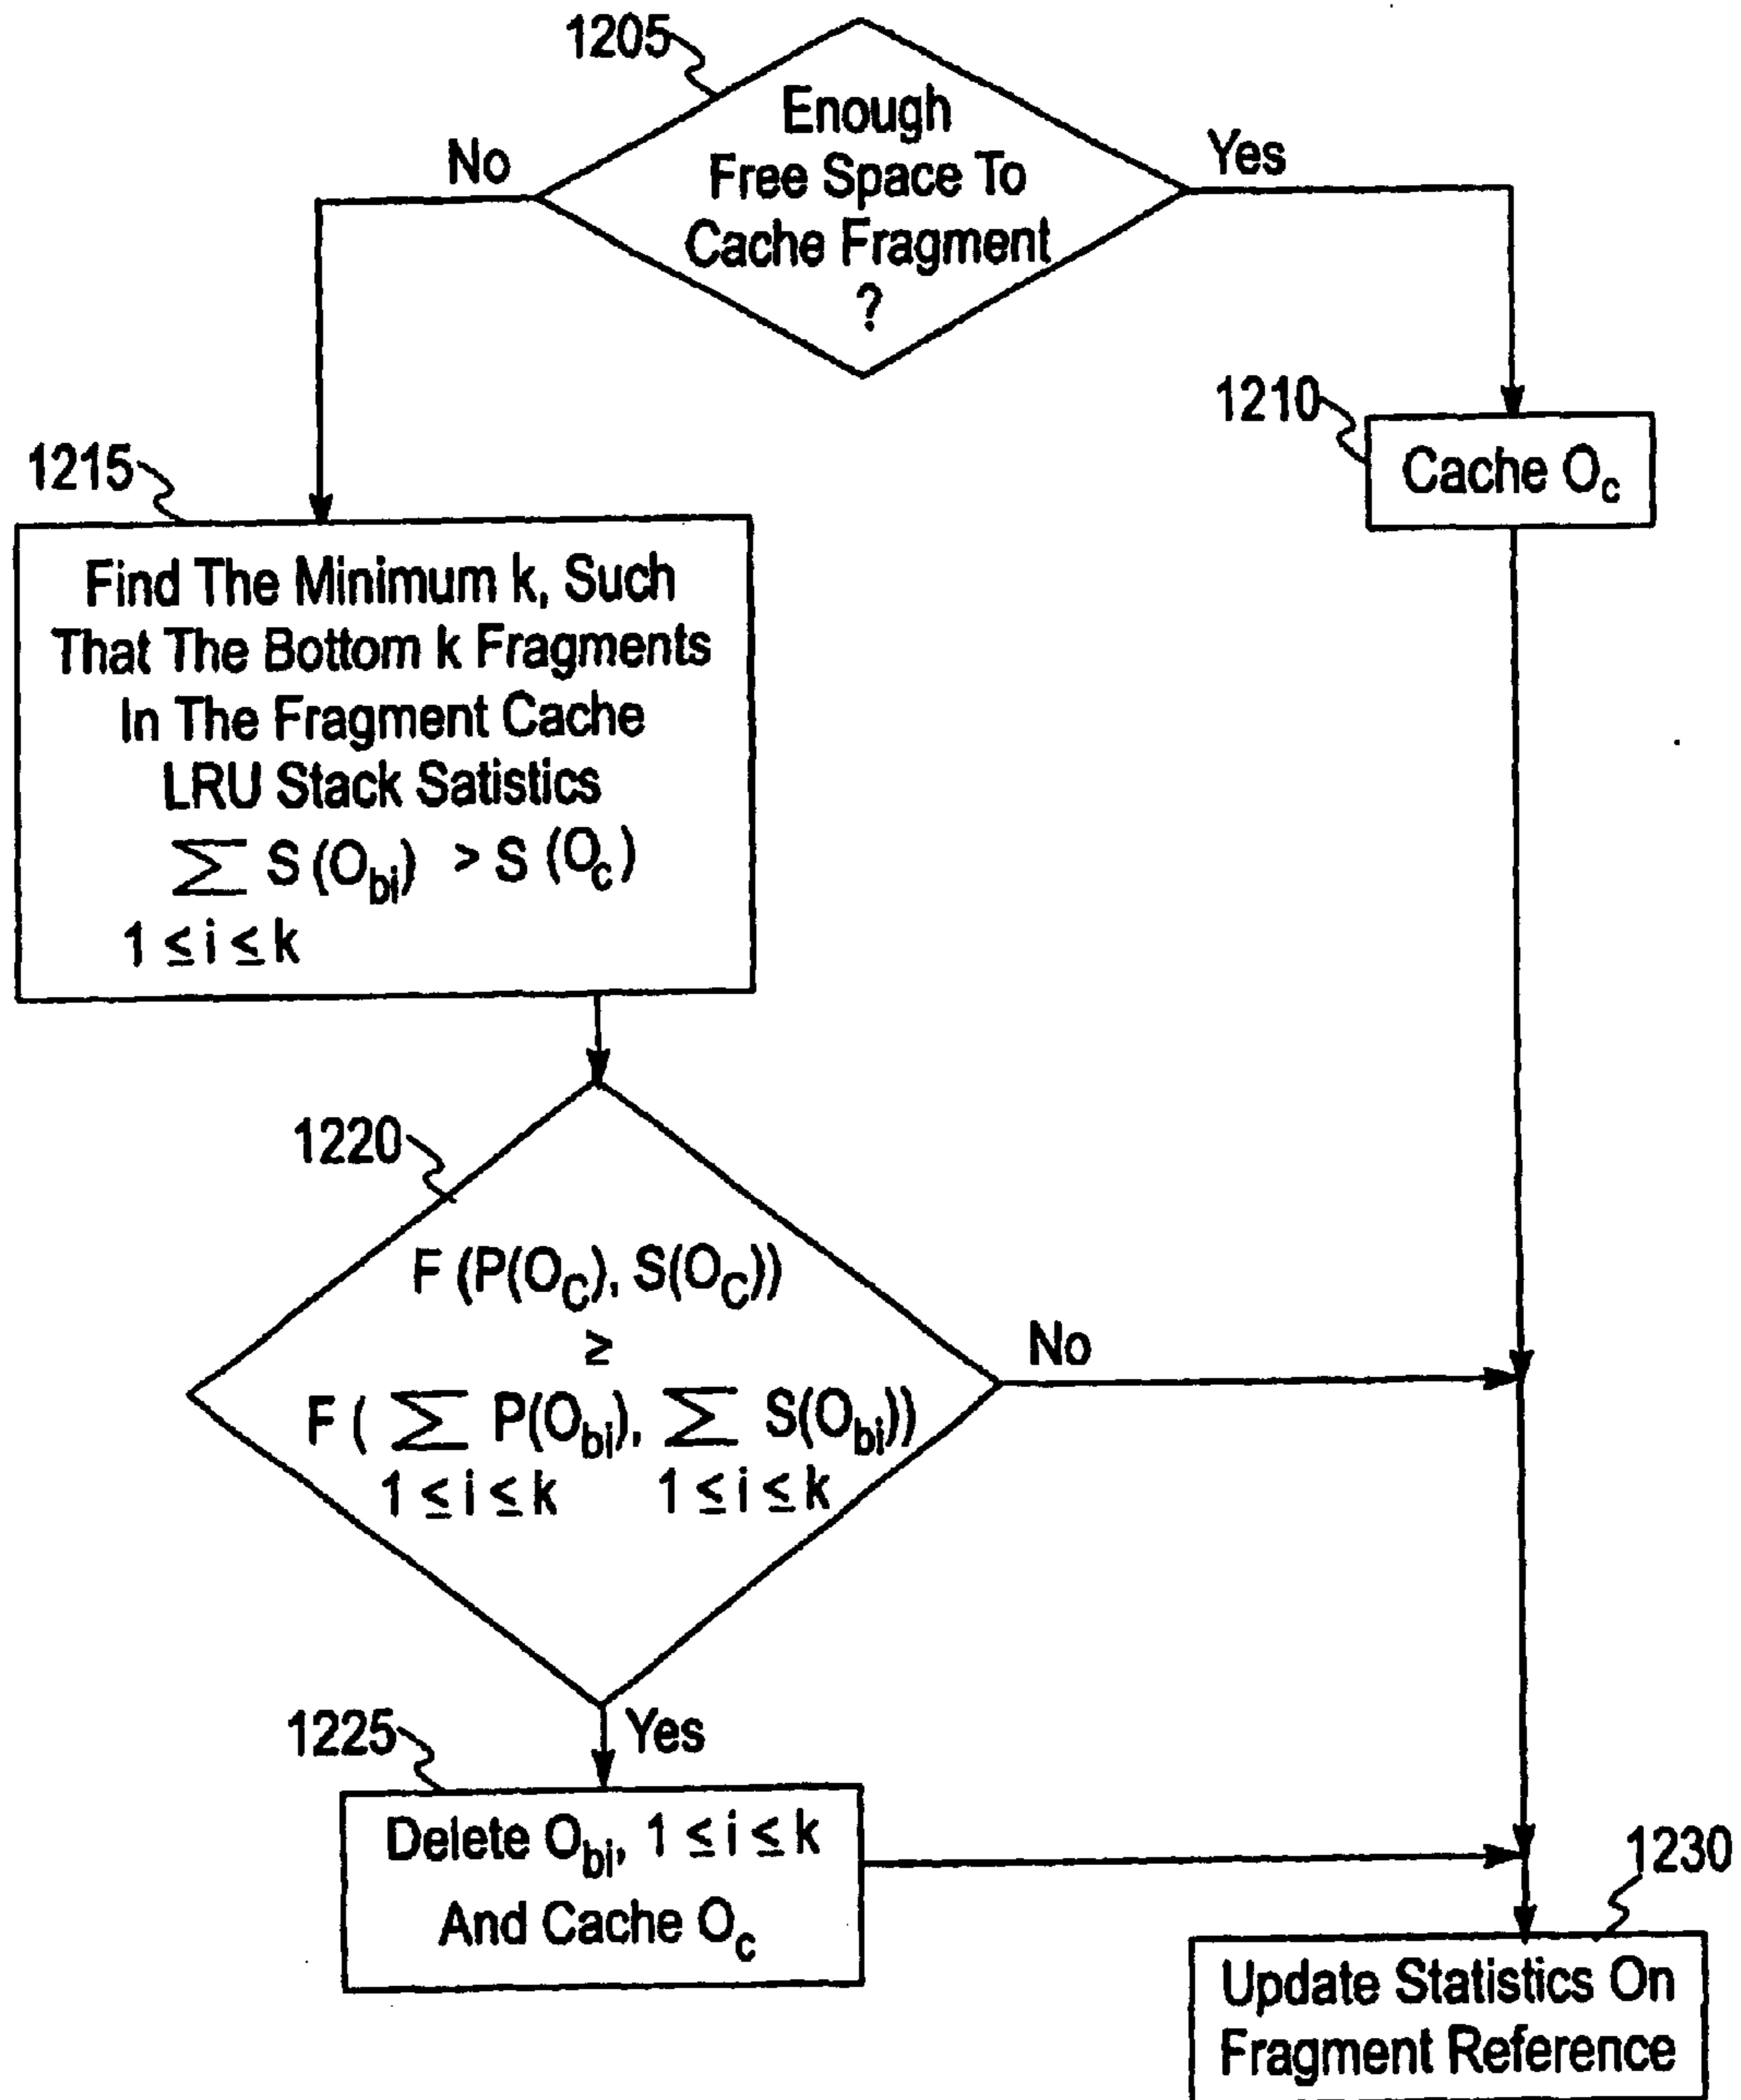 1205
Enough
Free Space To
Cache Fragment
?
No
Yes
1210
Cache O_c
1215
Find The Minimum k, Such
That The Bottom k Fragments
In The Fragment Cache
LRU Stack Satistics
∑ S(O_bi) > S(O_c)
1 ≤ i ≤ k
1220
F (P(O_C), S(O_C))
≥
F ( ∑ P(O_bi), ∑ S(O_bi))
1 ≤ i ≤ k 1 ≤ i ≤ k
No
Yes
1225
Delete O_bi, 1 ≤ i ≤ k
And Cache O_c
1230
Update Statistics On
Fragment Reference